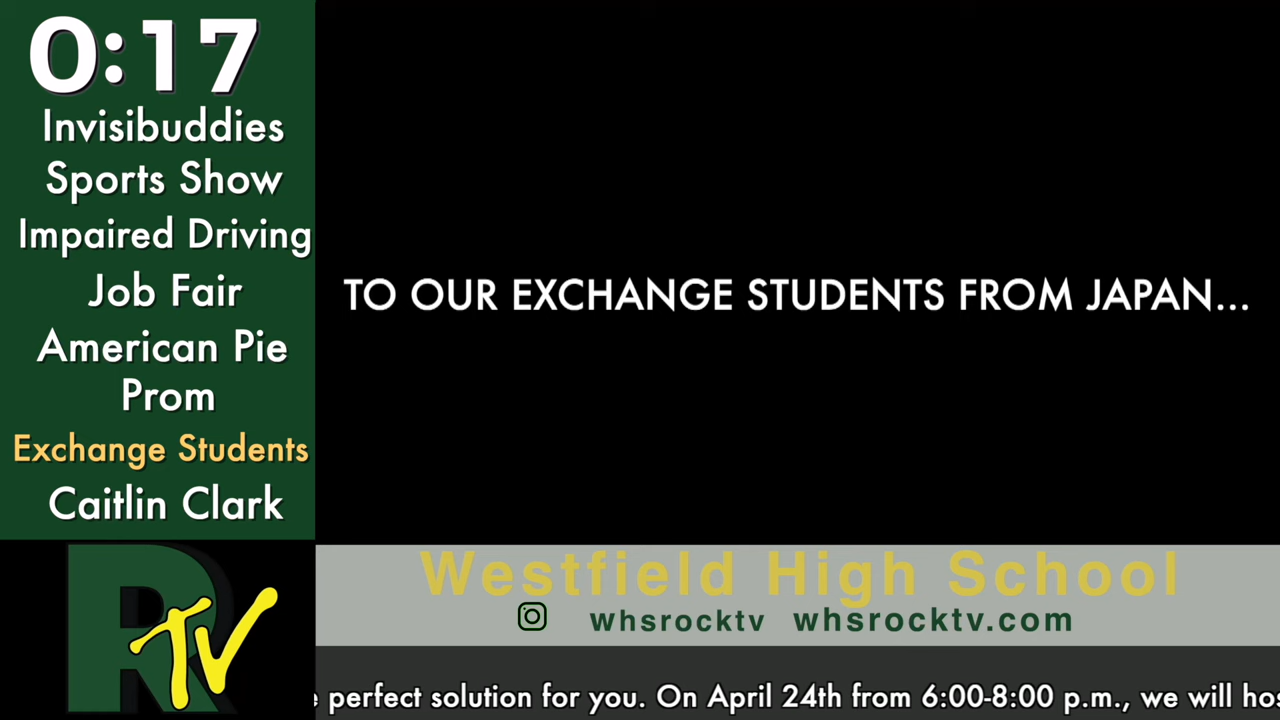 0:17
Invisibuddies
Sports Show
Impaired Driving
Job Fair
American Pie
Prom
Exchange Students
Caitlin Clark
RTV
TO OUR EXCHANGE STUDENTS FROM JAPAN...
Westfield High School
whsrocktv whsrocktv.com
perfect solution for you. On April 24th from 6:00-8:00 p.m., we will